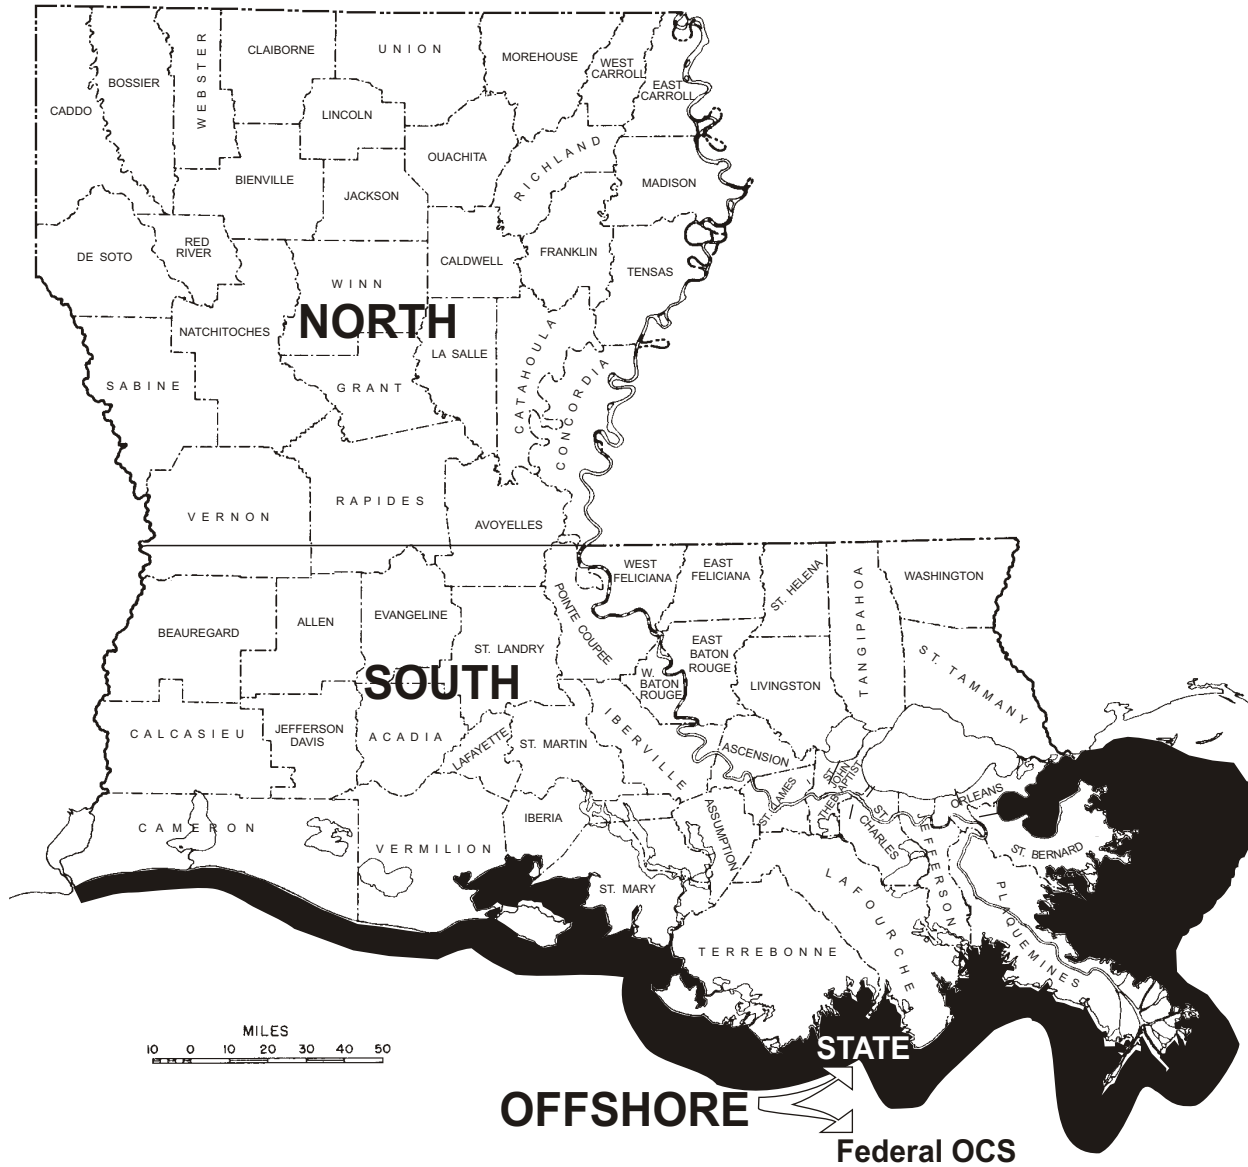 CLAIBORNE
UNION
MOREHOUSE
WEST
CARROLL
EAST
CARROLL
WEBSTER
BOSSIER
CADDO
LINCOLN
OUACHITA
RICHLAND
MADISON
BIENVILLE
JACKSON
RED
RIVER
DE SOTO
CALDWELL
FRANKLIN
TENSAS
WINN
NORTH
NATCHITOCHES
LA SALLE
CATAHOULA
CONCORDIA
SABINE
GRANT
RAPIDES
VERNON
AVOYELLES
WEST
FELICIANA
EAST
FELICIANA
ST. HELENA
TANGIPAHOA
WASHINGTON
POINTE COUPEE
BEAUREGARD
ALLEN
EVANGELINE
ST. LANDRY
EAST
BATON
ROUGE
SOUTH
W.
BATON
ROUGE
LIVINGSTON
ST. TAMMANY
CALCASIEU
JEFFERSON
DAVIS
ACADIA
LAFAYETTE
ST. MARTIN
IBERVILLE
ASCENSION
ST.
JOHN
THE BAPTIST
ST. JAMES
ORLEANS
CAMERON
VERMILION
IBERIA
ASSUMPTION
ST.
CHARLES
JEFFERSON
ST. BERNARD
ST. MARY
LAFOURCHE
PLAQUEMINES
TERREBONNE
MILES
10 0 10 20 30 40 50
STATE
OFFSHORE
Federal OCS